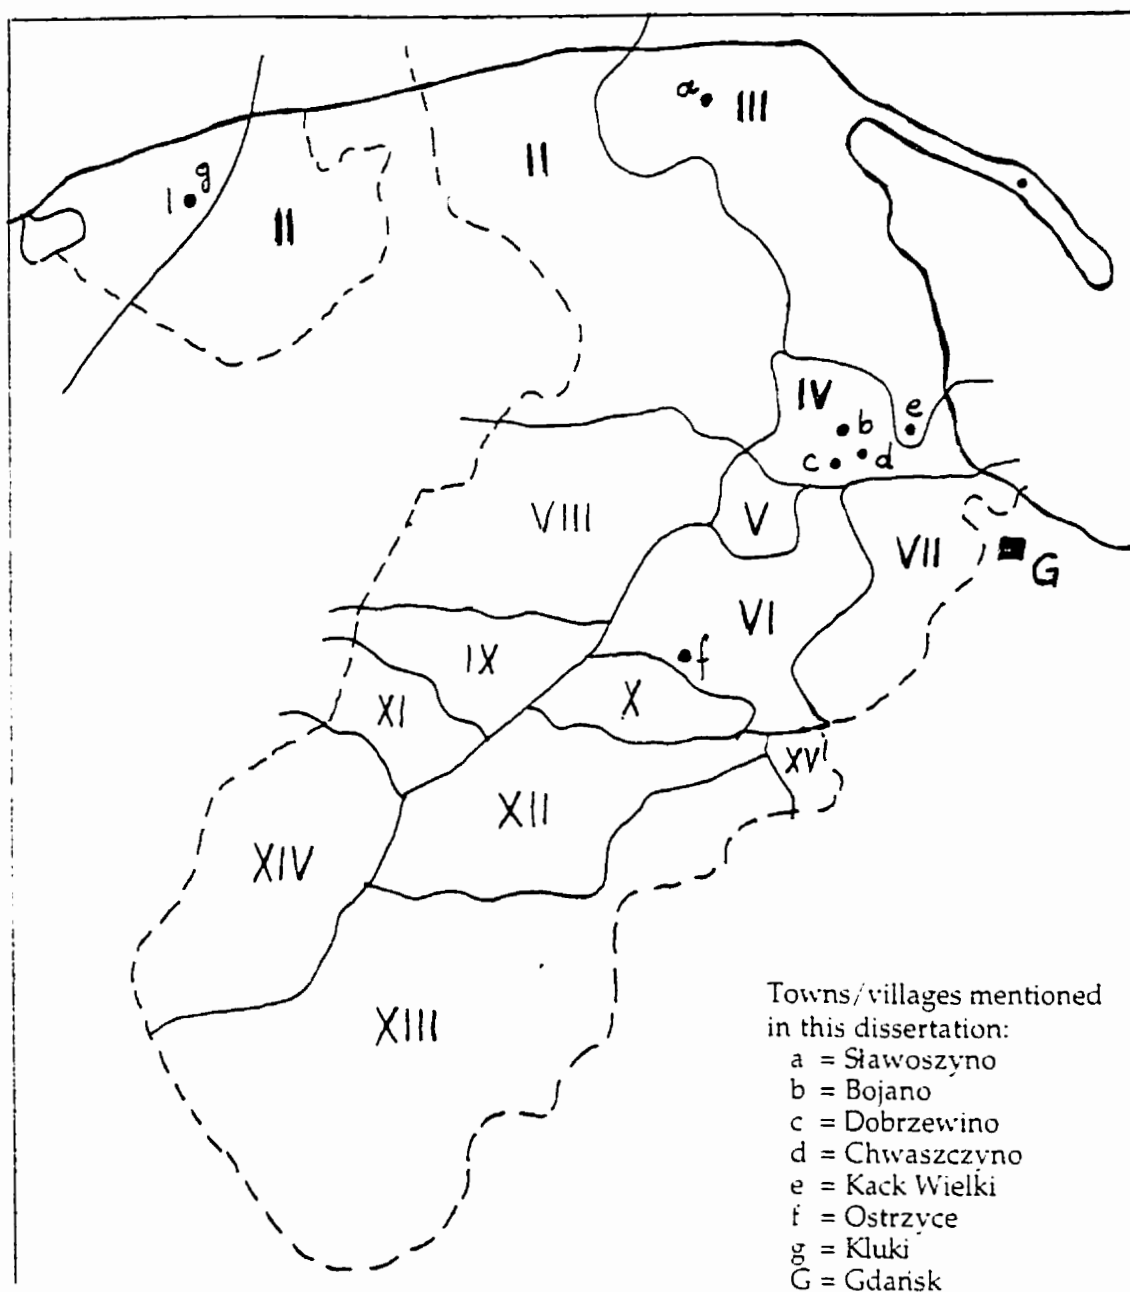 a
III
II
I
g
II
IV
b
e
c
d
VIII
V
VII
G
VI
IX
f
X
XI
XVI
XII
XIV
XIII
Towns/villages mentioned
in this dissertation:
a = Sławoszyno
b = Bojano
c = Dobrzewino
d = Chwaszczyno
e = Kack Wielki
f = Ostrzyce
g = Kluki
G = Gdańsk